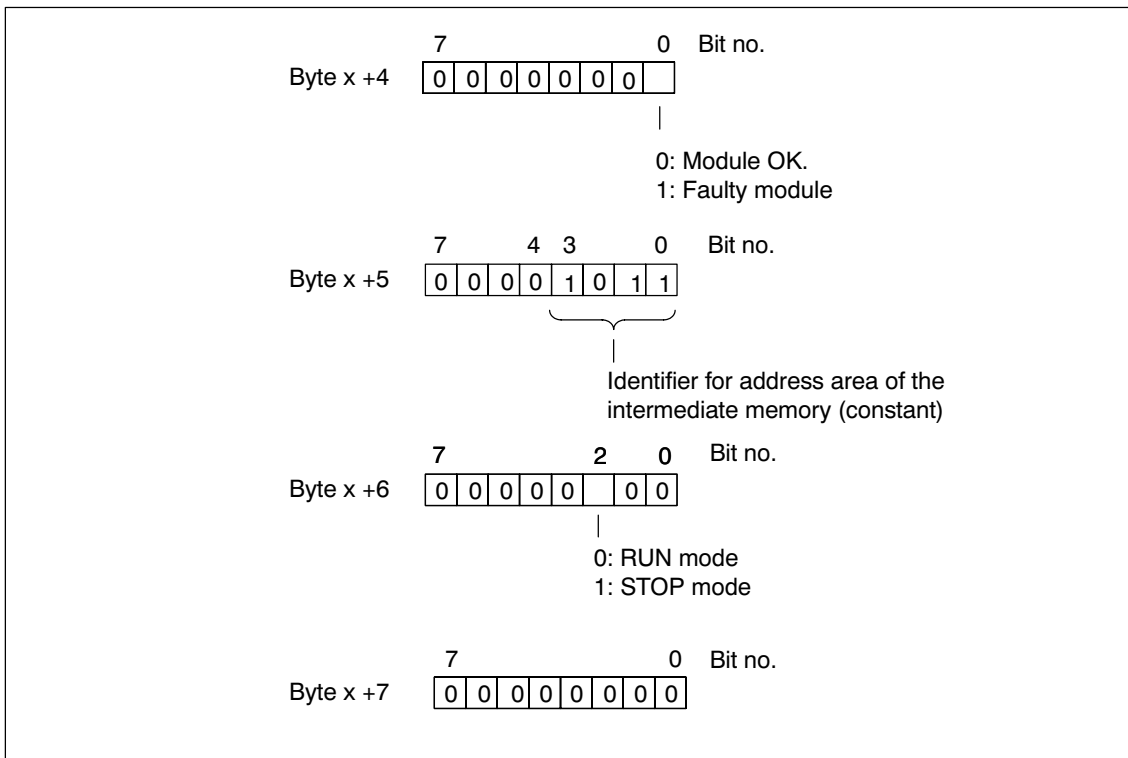 7 0 Bit no.
Byte x +4 0 0 0 0 0 0 0
0: Module OK.
1: Faulty module
7 4 3 0 Bit no.
Byte x +5 0 0 0 0 1 0 1 1
Identifier for address area of the
intermediate memory (constant)
7 2 0 Bit no.
Byte x +6 0 0 0 0 0 0 0
0: RUN mode
1: STOP mode
7 0 Bit no.
Byte x +7 0 0 0 0 0 0 0 0